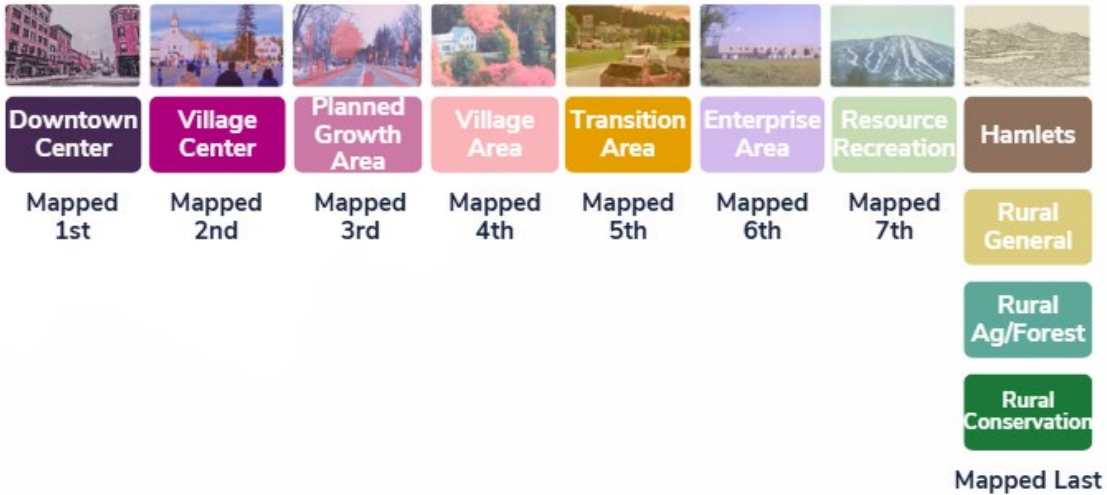 Downtown
Center
Mapped
1st
Village
Center
Mapped
2nd
Planned
Growth
Area
Mapped
3rd
Village
Area
Mapped
4th
Transition
Area
Mapped
5th
Enterprise
Area
Mapped
6th
Resource
Recreation
Mapped
7th
Hamlets
Rural
General
Rural
Ag/Forest
Rural
Conservation
Mapped Last